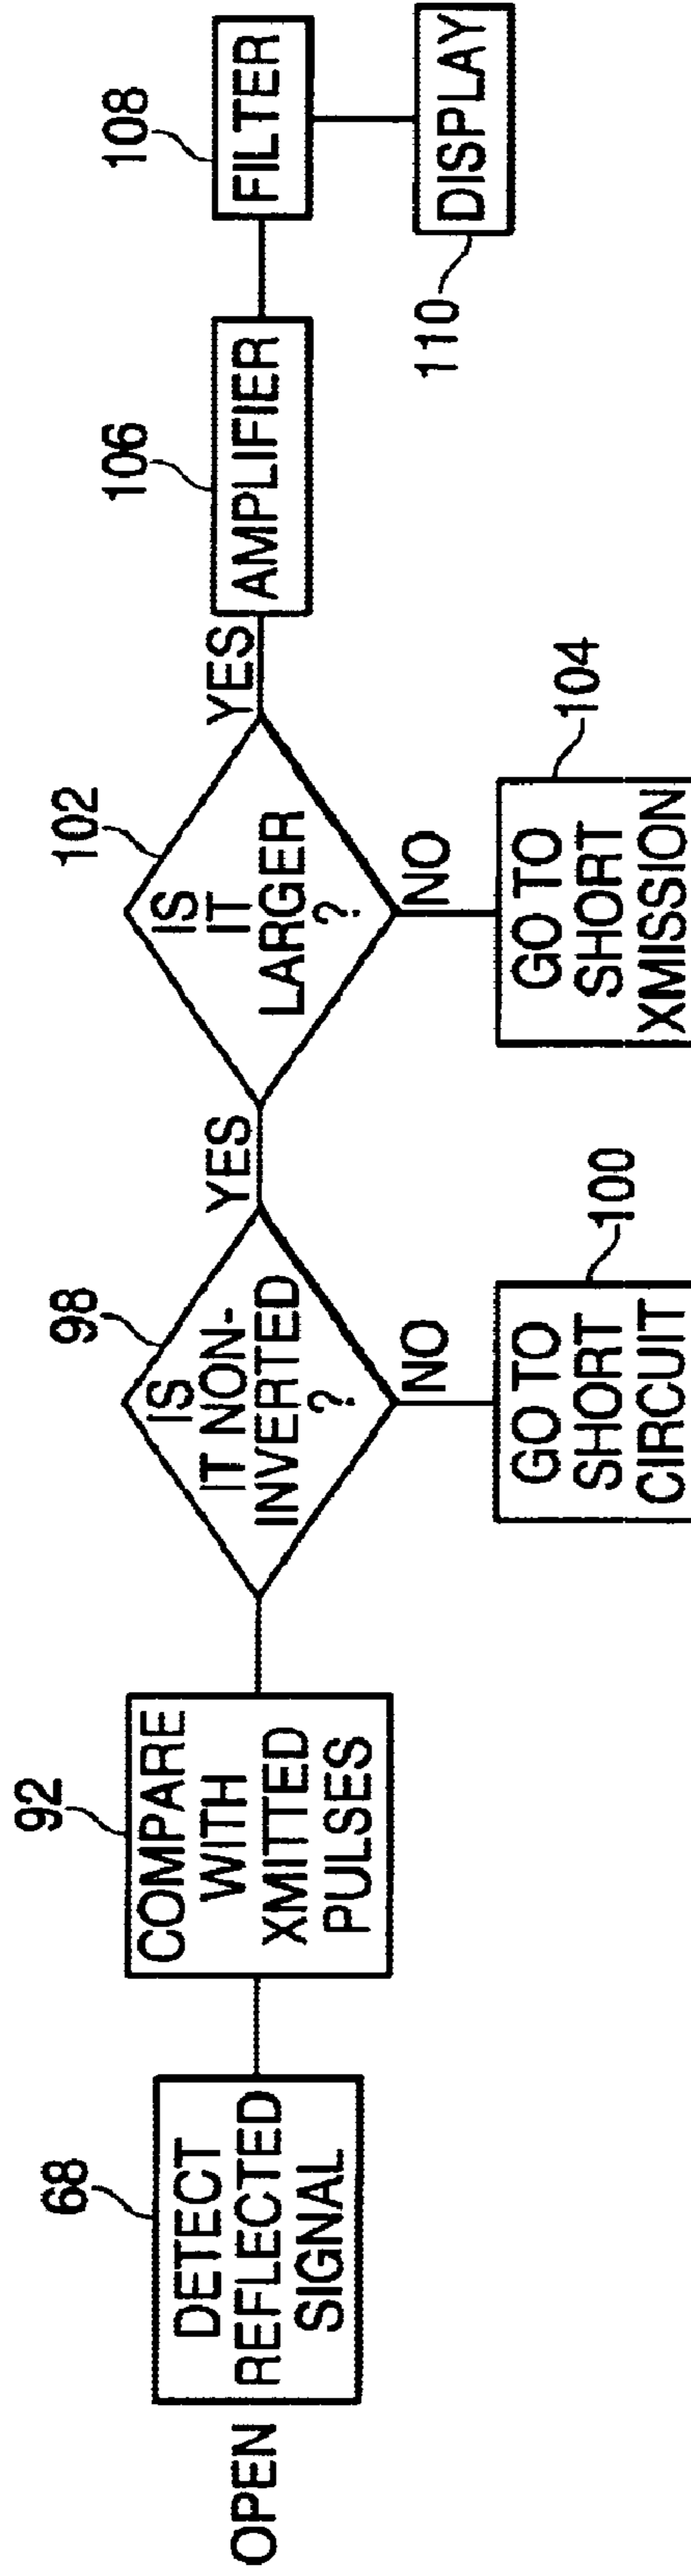 OPEN
68
DETECT
REFLECTED
SIGNAL
92
COMPARE
WITH
XMITTED
PULSES
98
IS
IT NON-
INVERTED
?
YES
NO
GO TO
SHORT
CIRCUIT
100
102
IS
IT
LARGER
?
YES
NO
GO TO
SHORT
XMISSION
104
106
AMPLIFIER
108
FILTER
110
DISPLAY